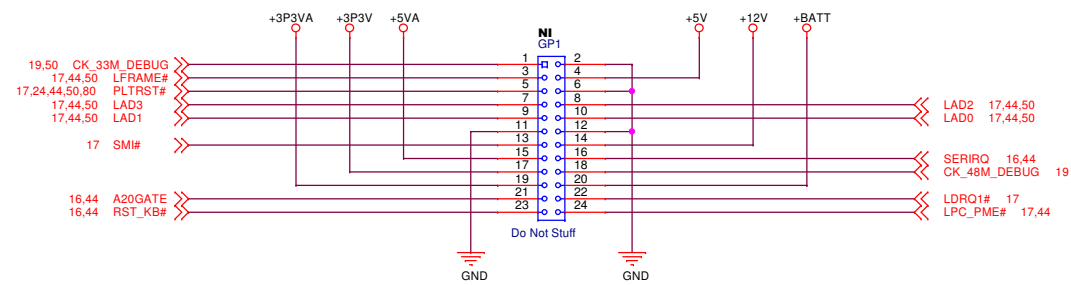 +3P3VA +3P3V +5VA +5V +12V +BATT
NI
GP1
19,50 CK_33M_DEBUG 1 2
17,44,50 LFRAME# 3 4
17,24,44,50,80 PLTRST# 5 6
17,44,50 LAD3 7 8 LAD2 17,44,50
17,44,50 LAD1 9 10 LAD0 17,44,50
11 12
17 SMI# 13 14
15 16 SERIRQ 16,44
17 18 CK_48M_DEBUG 19
19 20
16,44 A20GATE 21 22 LDRQ1# 17
16,44 RST_KB# 23 24 LPC_PME# 17,44
Do Not Stuff
GND GND